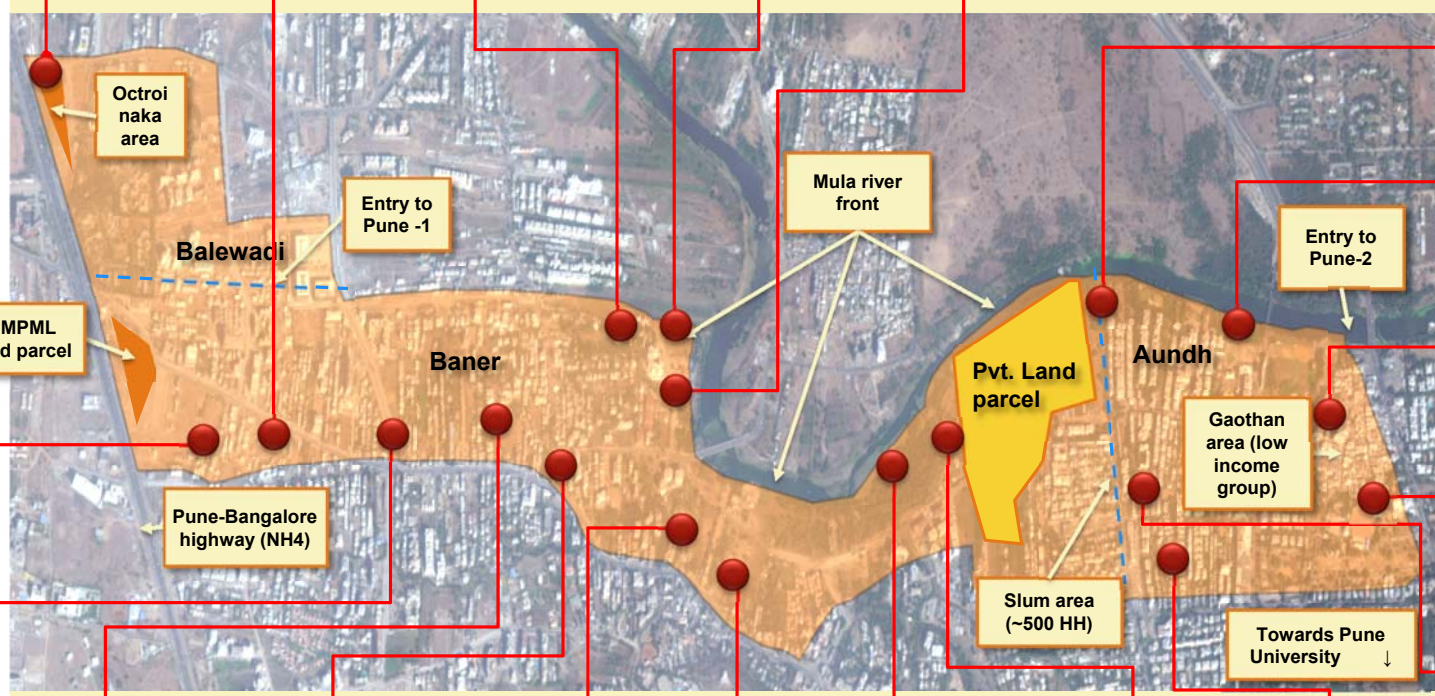 Octroi
naka
area
Entry to
Pune -1
Balewadi
Mula river
front
Entry to
Pune-2
MPML
d parcel
Baner
Aundh
Pvt. Land
parcel
Gaothan
area (low
income
group)
Pune-Bangalore
highway (NH4)
Slum area
(~500 HH)
Towards Pune
University ↓